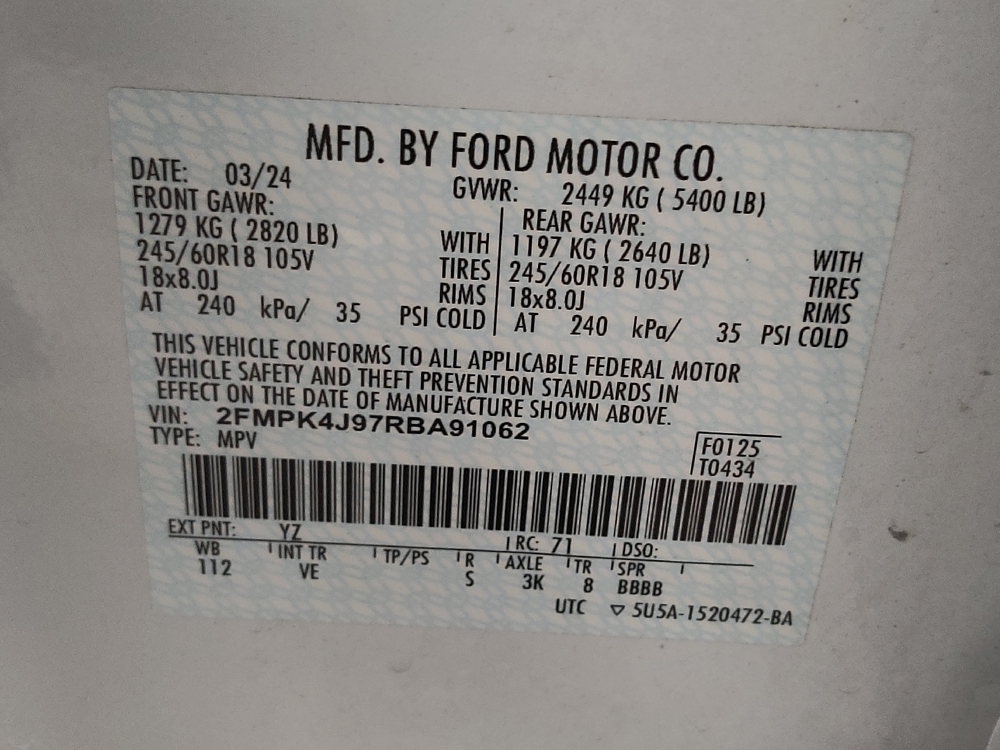 MFD. BY FORD MOTOR CO.
DATE: 03/24 GVWR: 2449 KG ( 5400 LB)
FRONT GAWR: REAR GAWR:
1279 KG ( 2820 LB) WITH 1197 KG ( 2640 LB) WITH
245/60R18 105V TIRES 245/60R18 105V TIRES
18x8.0J RIMS 18x8.0J RIMS
AT 240 kPa/ 35 PSI COLD AT 240 kPa/ 35 PSI COLD
THIS VEHICLE CONFORMS TO ALL APPLICABLE FEDERAL MOTOR
VEHICLE SAFETY AND THEFT PREVENTION STANDARDS IN
EFFECT ON THE DATE OF MANUFACTURE SHOWN ABOVE.
VIN: 2FMPK4J97RBA91062
TYPE: MPV
F0125
T0434
EXT PNT: YZ RC: 71 DSO:
WB INT TR TP/PS R AXLE TR SPR
112 VE S 3K 8 BBBB
UTC ▽ 5U5A-1520472-BA